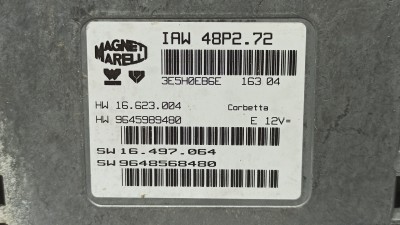 MAGNETI
MARELLI
IAW 48P2.72
3E5H0EB6E 163 04
HW 16.623.004 Corbetta
HW 9645989480 E 12V=
SW 16.497.064
SW 9648568480